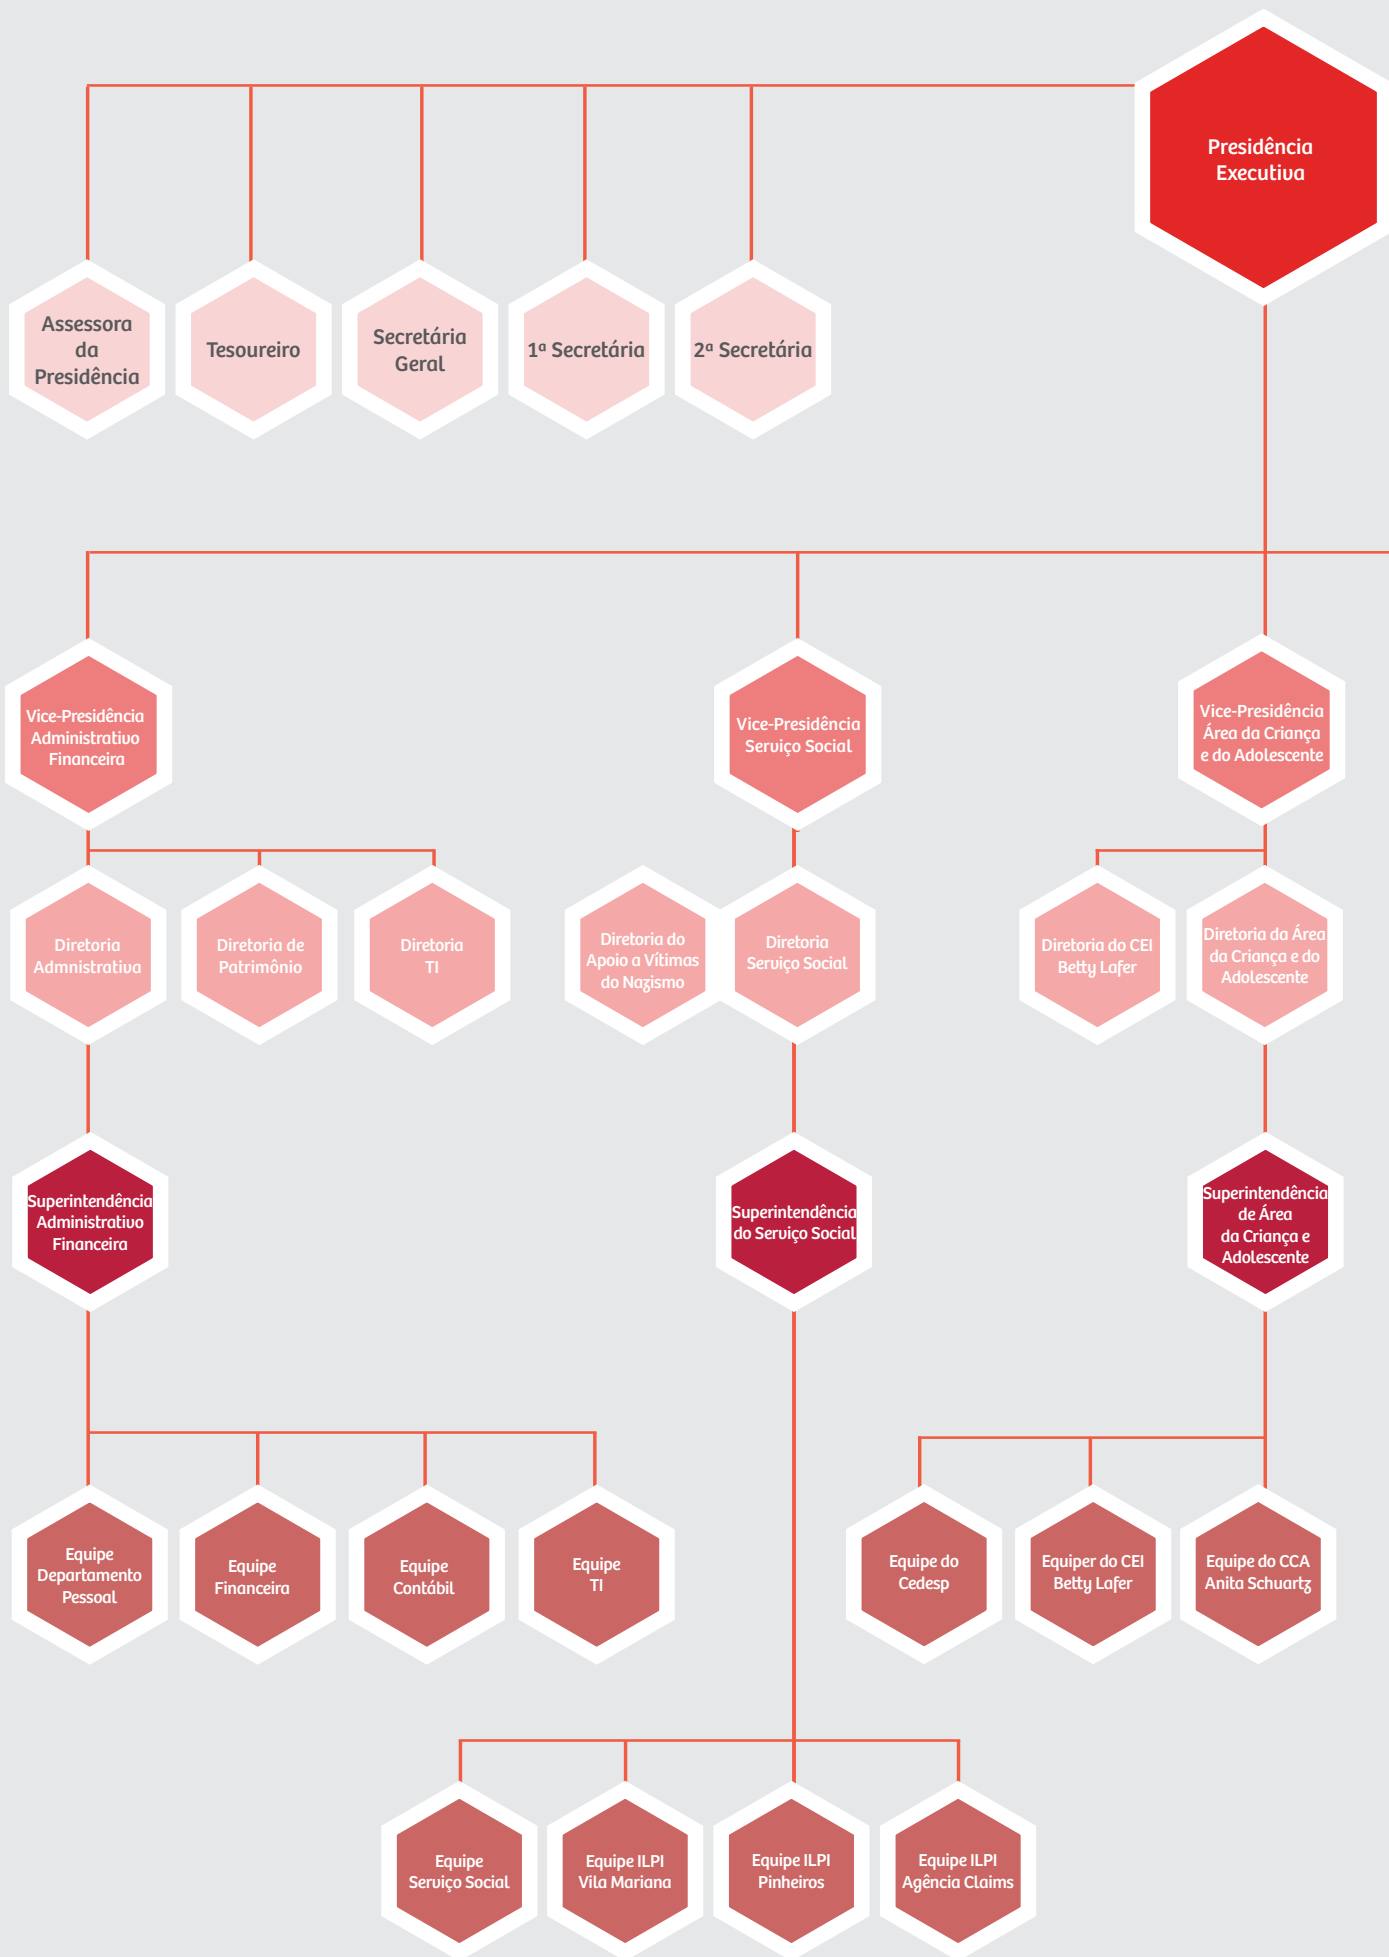 Presidência
Executiva
Assessora
da
Presidência
Tesoureiro
Secretária
Geral
1ª Secretária
2ª Secretária
Vice-Presidência
Administrativo
Financeira
Vice-Presidência
Serviço Social
Vice-Presidência
Área da Criança
e do Adolescente
Diretoria
Admnistrativa
Diretoria de
Patrimônio
Diretoria
TI
Diretoria do
Apoio a Vítimas
do Nazismo
Diretoria
Serviço Social
Diretoria do CEI
Betty Lafer
Diretoria da Área
da Criança e do
Adolescente
Superintendência
Administrativo
Financeira
Superintendência
do Serviço Social
Superintendência
de Área
da Criança e
Adolescente
Equipe
Departamento
Pessoal
Equipe
Financeira
Equipe
Contábil
Equipe
TI
Equipe do
Cedesp
Equiper do CEI
Betty Lafer
Equipe do CCA
Anita Schuartz
Equipe
Serviço Social
Equipe ILPI
Vila Mariana
Equipe ILPI
Pinheiros
Equipe ILPI
Agência Claims